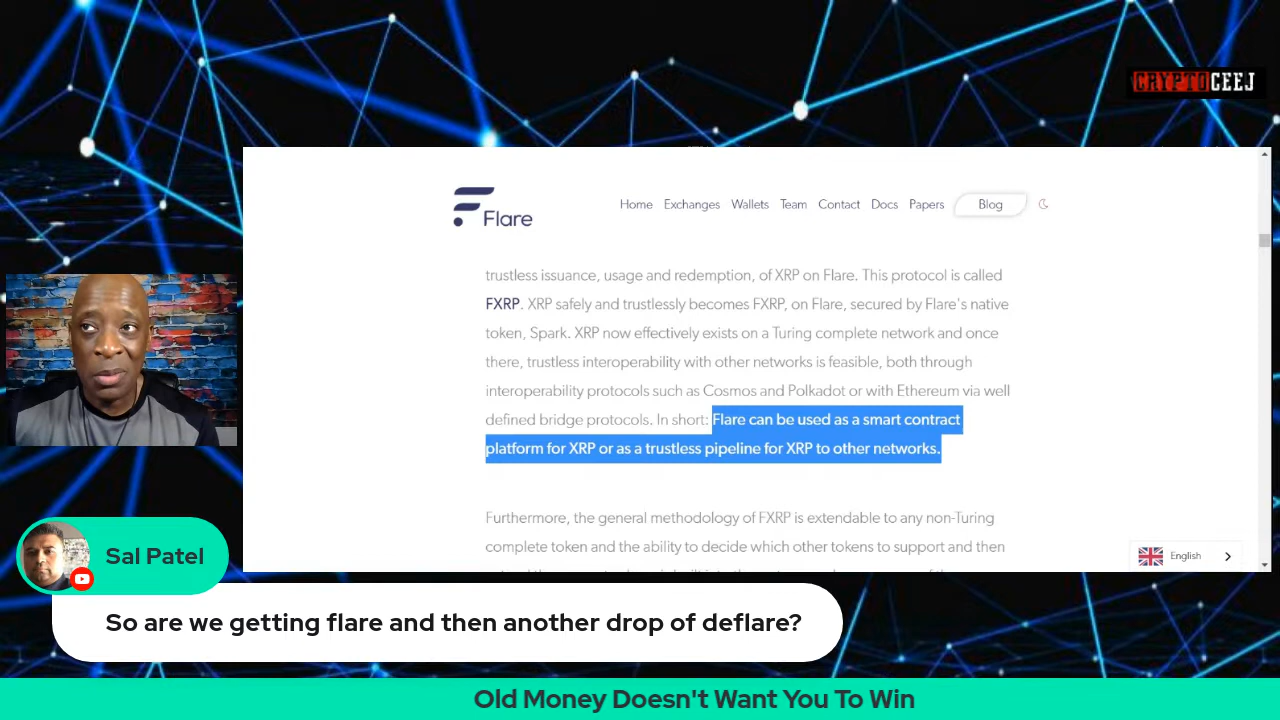 CRYPTOCEEJ
Flare
Home Exchanges Wallets Team Contact Docs Papers Blog
trustless issuance, usage and redemption, of XRP on Flare. This protocol is called
FXRP. XRP safely and trustlessly becomes FXRP, on Flare, secured by Flare's native
token, Spark. XRP now effectively exists on a Turing complete network and once
there, trustless interoperability with other networks is feasible, both through
interoperability protocols such as Cosmos and Polkadot or with Ethereum via well
defined bridge protocols. In short: Flare can be used as a smart contract
platform for XRP or as a trustless pipeline for XRP to other networks.
Furthermore, the general methodology of FXRP is extendable to any non-Turing
complete token and the ability to decide which other tokens to support and then
English
Sal Patel
So are we getting flare and then another drop of deflare?
Old Money Doesn't Want You To Win